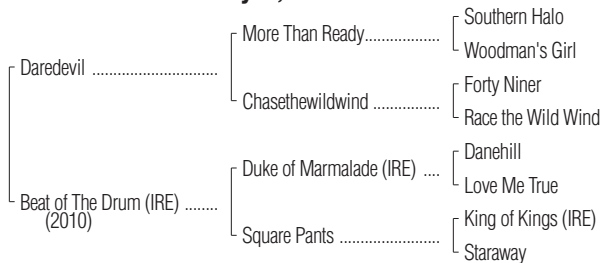 Daredevil ..............................
More Than Ready..................
Southern Halo
Woodman's Girl
Chasethewildwind ................
Forty Niner
Race the Wild Wind
Beat of The Drum (IRE) ........
(2010)
Duke of Marmalade (IRE) ....
Danehill
Love Me True
Square Pants ........................
King of Kings (IRE)
Staraway